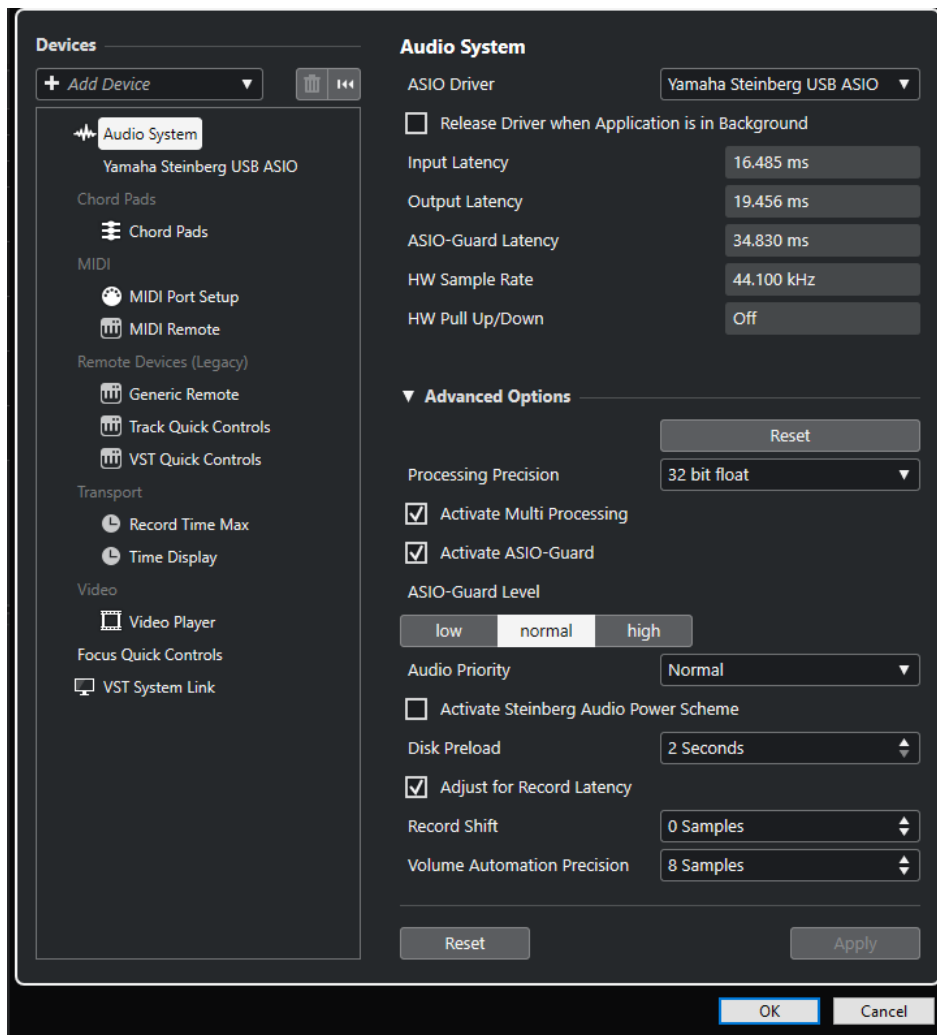 Devices
Add Device
Audio System
Yamaha Steinberg USB ASIO
Chord Pads
Chord Pads
MIDI
MIDI Port Setup
MIDI Remote
Remote Devices (Legacy)
Generic Remote
Track Quick Controls
VST Quick Controls
Transport
Record Time Max
Time Display
Video
Video Player
Focus Quick Controls
VST System Link
Audio System
ASIO Driver Yamaha Steinberg USB ASIO
Release Driver when Application is in Background
Input Latency 16.485 ms
Output Latency 19.456 ms
ASIO-Guard Latency 34.830 ms
HW Sample Rate 44.100 kHz
HW Pull Up/Down Off
Advanced Options
Reset
Processing Precision 32 bit float
Activate Multi Processing
Activate ASIO-Guard
ASIO-Guard Level
low normal high
Audio Priority Normal
Activate Steinberg Audio Power Scheme
Disk Preload 2 Seconds
Adjust for Record Latency
Record Shift 0 Samples
Volume Automation Precision 8 Samples
Reset Apply
OK Cancel